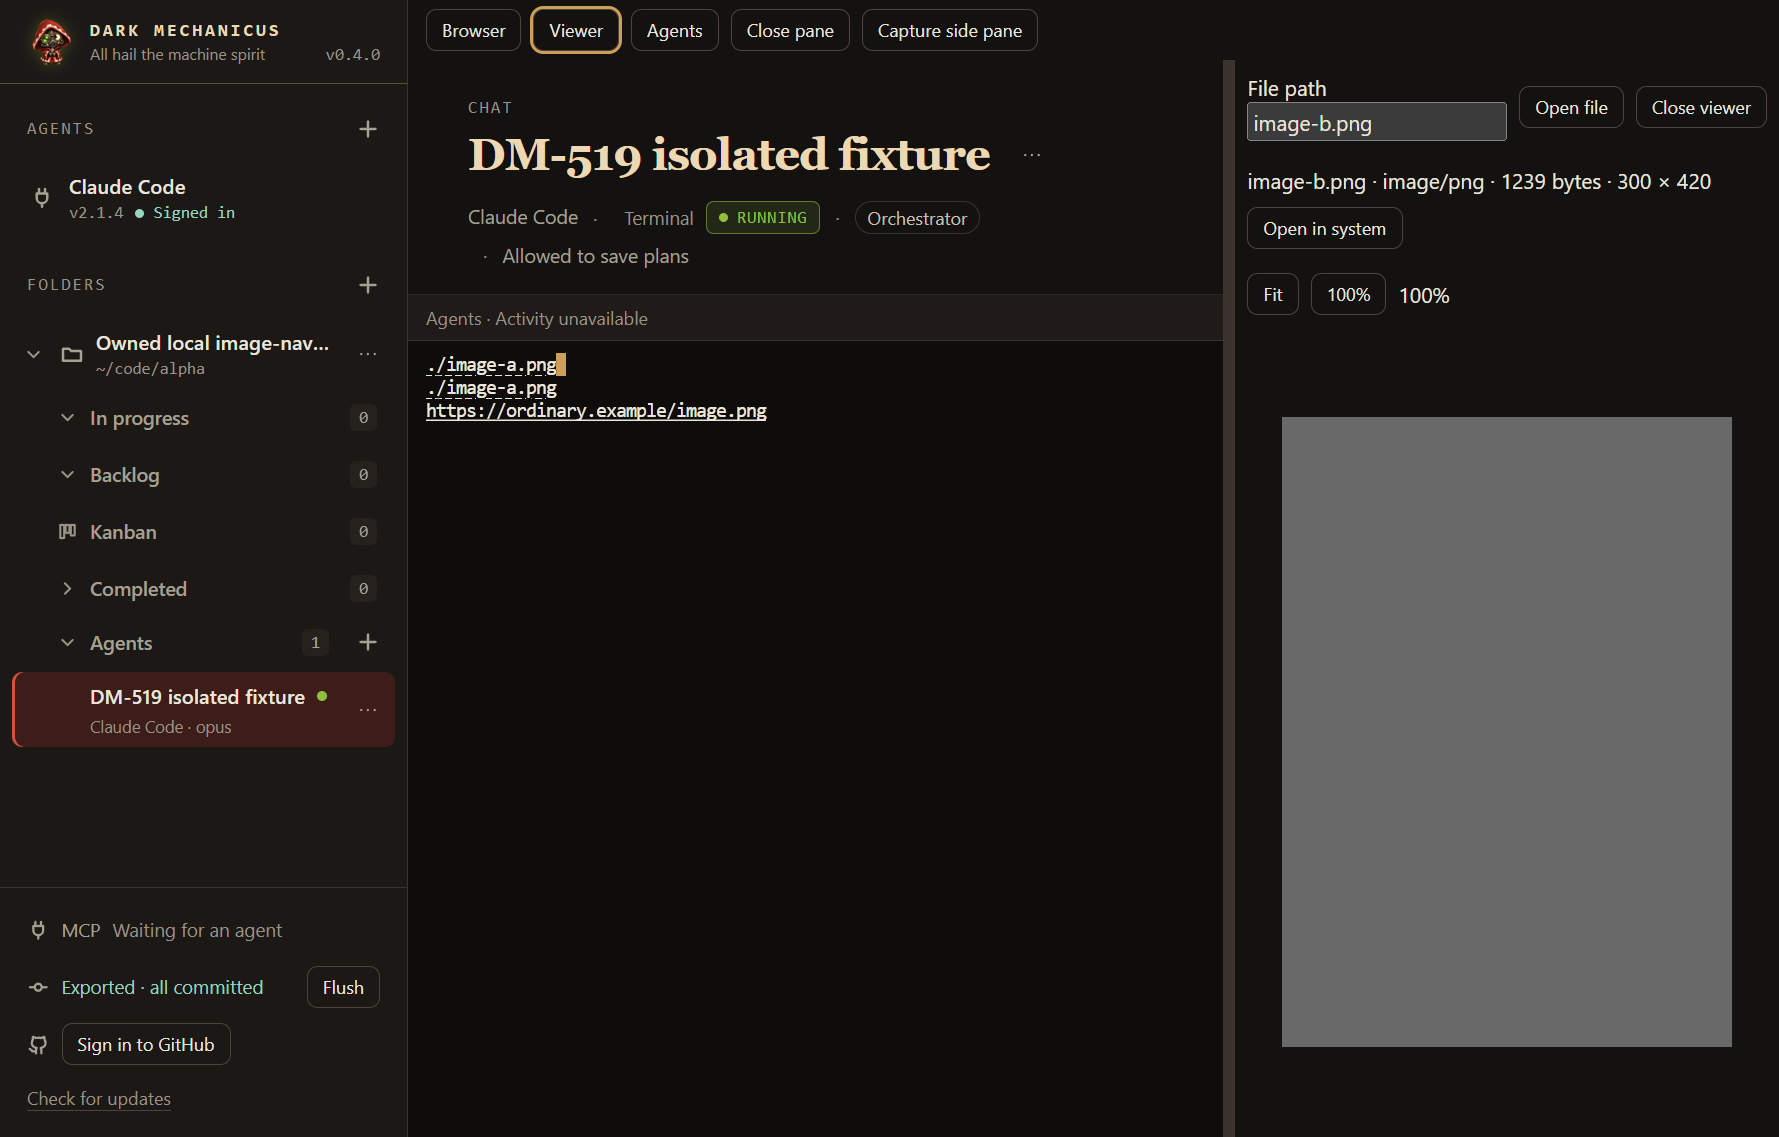 DARK MECHANICUS
All hail the machine spirit v0.4.0
AGENTS
Claude Code
v2.1.4 ● Signed in
FOLDERS
Owned local image-nav...
~/code/alpha
In progress 0
Backlog 0
Kanban 0
Completed 0
Agents 1
DM-519 isolated fixture
Claude Code · opus
MCP Waiting for an agent
Exported · all committed Flush
Sign in to GitHub
Check for updates
Browser Viewer Agents Close pane Capture side pane
CHAT
DM-519 isolated fixture ...
Claude Code · Terminal ● RUNNING · Orchestrator
· Allowed to save plans
Agents · Activity unavailable
./image-a.png
./image-a.png
https://ordinary.example/image.png
File path
image-b.png Open file Close viewer
image-b.png · image/png · 1239 bytes · 300 × 420
Open in system
Fit 100% 100%